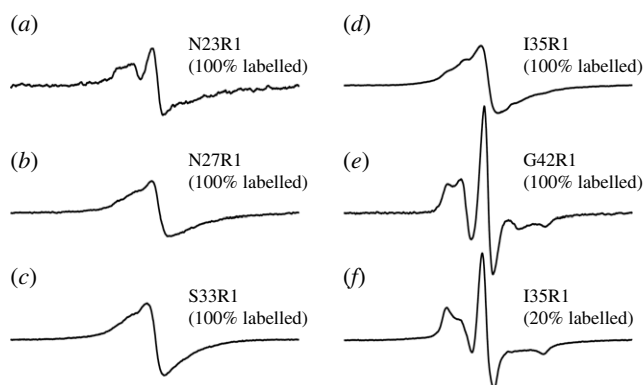 (a)
N23R1
(100% labelled)
(b)
N27R1
(100% labelled)
(c)
S33R1
(100% labelled)
(d)
I35R1
(100% labelled)
(e)
G42R1
(100% labelled)
(f)
I35R1
(20% labelled)